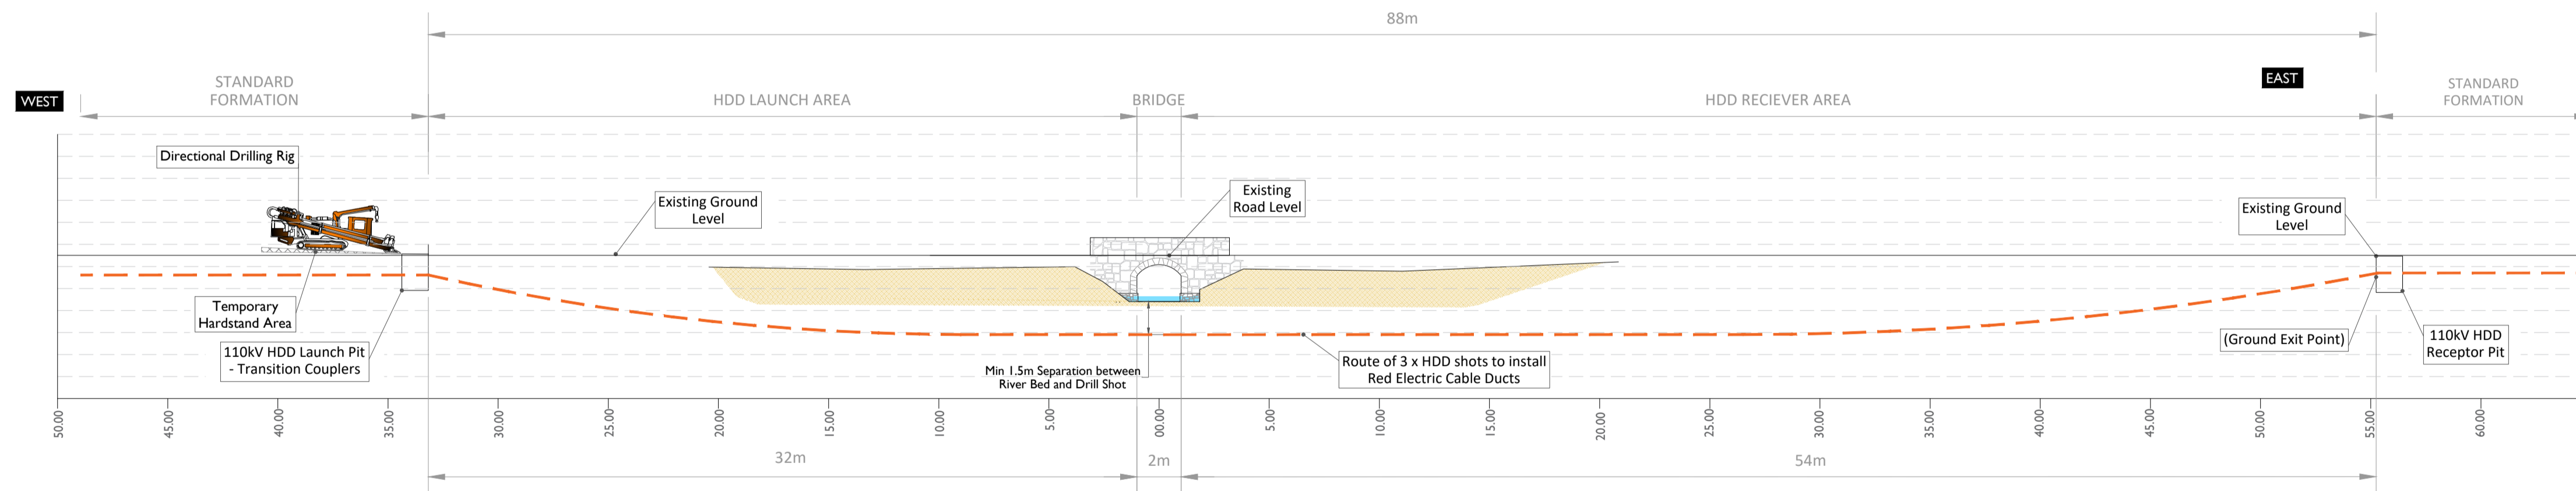 88m
WEST
STANDARD
FORMATION
HDD LAUNCH AREA
BRIDGE
HDD RECIEVER AREA
EAST
STANDARD
FORMATION
Directional Drilling Rig
Existing Ground
Level
Existing
Road Level
Existing Ground
Level
Temporary
Hardstand Area
110kV HDD Launch Pit
- Transition Couplers
Min 1.5m Separation between
River Bed and Drill Shot
Route of 3 x HDD shots to install
Red Electric Cable Ducts
(Ground Exit Point)
110kV HDD
Receptor Pit
50.00
45.00
40.00
35.00
30.00
25.00
20.00
15.00
10.00
5.00
00.00
5.00
10.00
15.00
20.00
25.00
30.00
35.00
40.00
45.00
50.00
55.00
60.00
32m
2m
54m